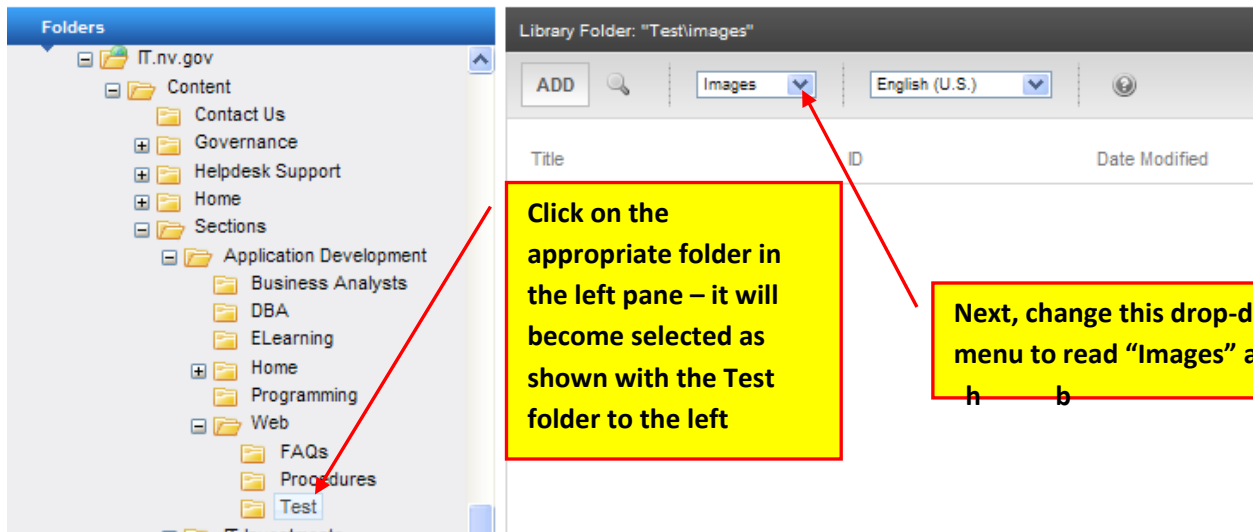 Folders
IT.nv.gov
Content
Contact Us
Governance
Helpdesk Support
Home
Sections
Application Development
Business Analysts
DBA
ELearning
Home
Programming
Web
FAQs
Procedures
Test
Library Folder: "Test\images"
ADD
Images
English (U.S.)
Title ID Date Modified
Click on the
appropriate folder in
the left pane – it will
become selected as
shown with the Test
folder to the left
Next, change this drop-d
menu to read “Images” a
h b